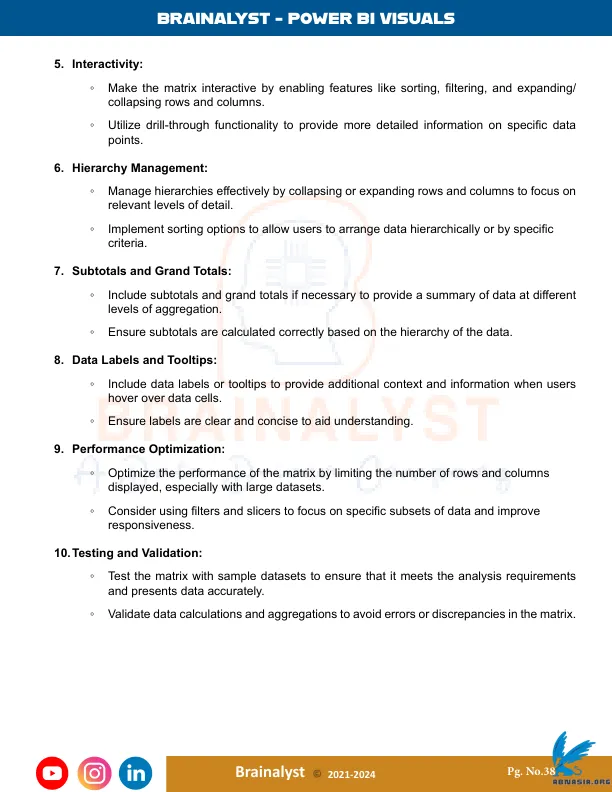 BRAINALYST - POWER BI VISUALS
5. Interactivity:
◦ Make the matrix interactive by enabling features like sorting, filtering, and expanding/
collapsing rows and columns.
◦ Utilize drill-through functionality to provide more detailed information on specific data
points.
6. Hierarchy Management:
◦ Manage hierarchies effectively by collapsing or expanding rows and columns to focus on
relevant levels of detail.
◦ Implement sorting options to allow users to arrange data hierarchically or by specific
criteria.
7. Subtotals and Grand Totals:
◦ Include subtotals and grand totals if necessary to provide a summary of data at different
levels of aggregation.
◦ Ensure subtotals are calculated correctly based on the hierarchy of the data.
8. Data Labels and Tooltips:
◦ Include data labels or tooltips to provide additional context and information when users
hover over data cells.
◦ Ensure labels are clear and concise to aid understanding.
BRAINALYST
9. Performance Optimization:
◦ Optimize the performance of the matrix by limiting the number of rows and columns
displayed, especially with large datasets.
◦ Consider using filters and slicers to focus on specific subsets of data and improve
responsiveness.
10. Testing and Validation:
◦ Test the matrix with sample datasets to ensure that it meets the analysis requirements
and presents data accurately.
◦ Validate data calculations and aggregations to avoid errors or discrepancies in the matrix.
in
Brainalyst © 2021-2024
Pg. No.38
ABNASIA.ORG